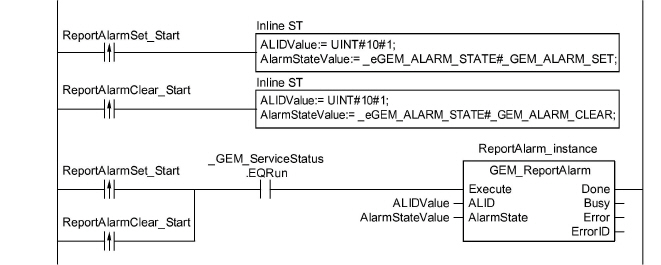 Inline ST
ReportAlarmSet_Start
ALIDValue:= UINT#10#1;
AlarmStateValue:= _eGEM_ALARM_STATE#_GEM_ALARM_SET;
Inline ST
ReportAlarmClear_Start
ALIDValue:= UINT#10#1;
AlarmStateValue:= _eGEM_ALARM_STATE#_GEM_ALARM_CLEAR;
ReportAlarm_instance
ReportAlarmSet_Start
_GEM_ServiceStatus
.EQRun
GEM_ReportAlarm
Execute Done
ALIDValue ALID Busy
AlarmStateValue AlarmState Error
ErrorID
ReportAlarmClear_Start